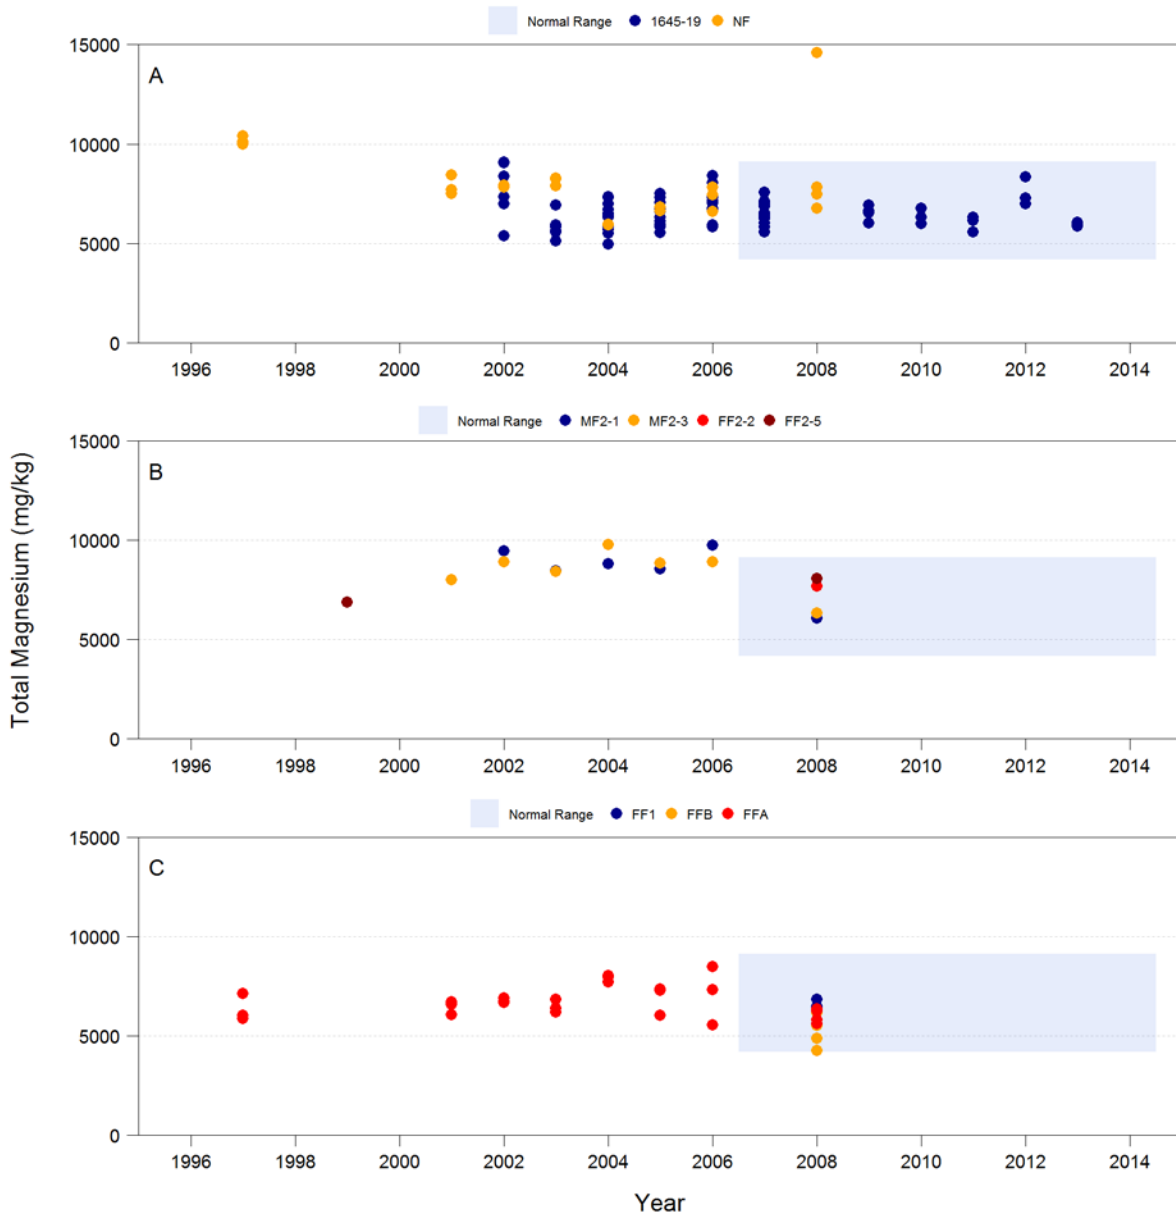 Normal Range 1645-19 NF
15000
A
10000
5000
0
1996 1998 2000 2002 2004 2006 2008 2010 2012 2014
Normal Range MF2-1 MF2-3 FF2-2 FF2-5
15000
B
10000
5000
0
1996 1998 2000 2002 2004 2006 2008 2010 2012 2014
Total Magnesium (mg/kg)
Normal Range FF1 FFB FFA
15000
C
10000
5000
0
1996 1998 2000 2002 2004 2006 2008 2010 2012 2014
Year